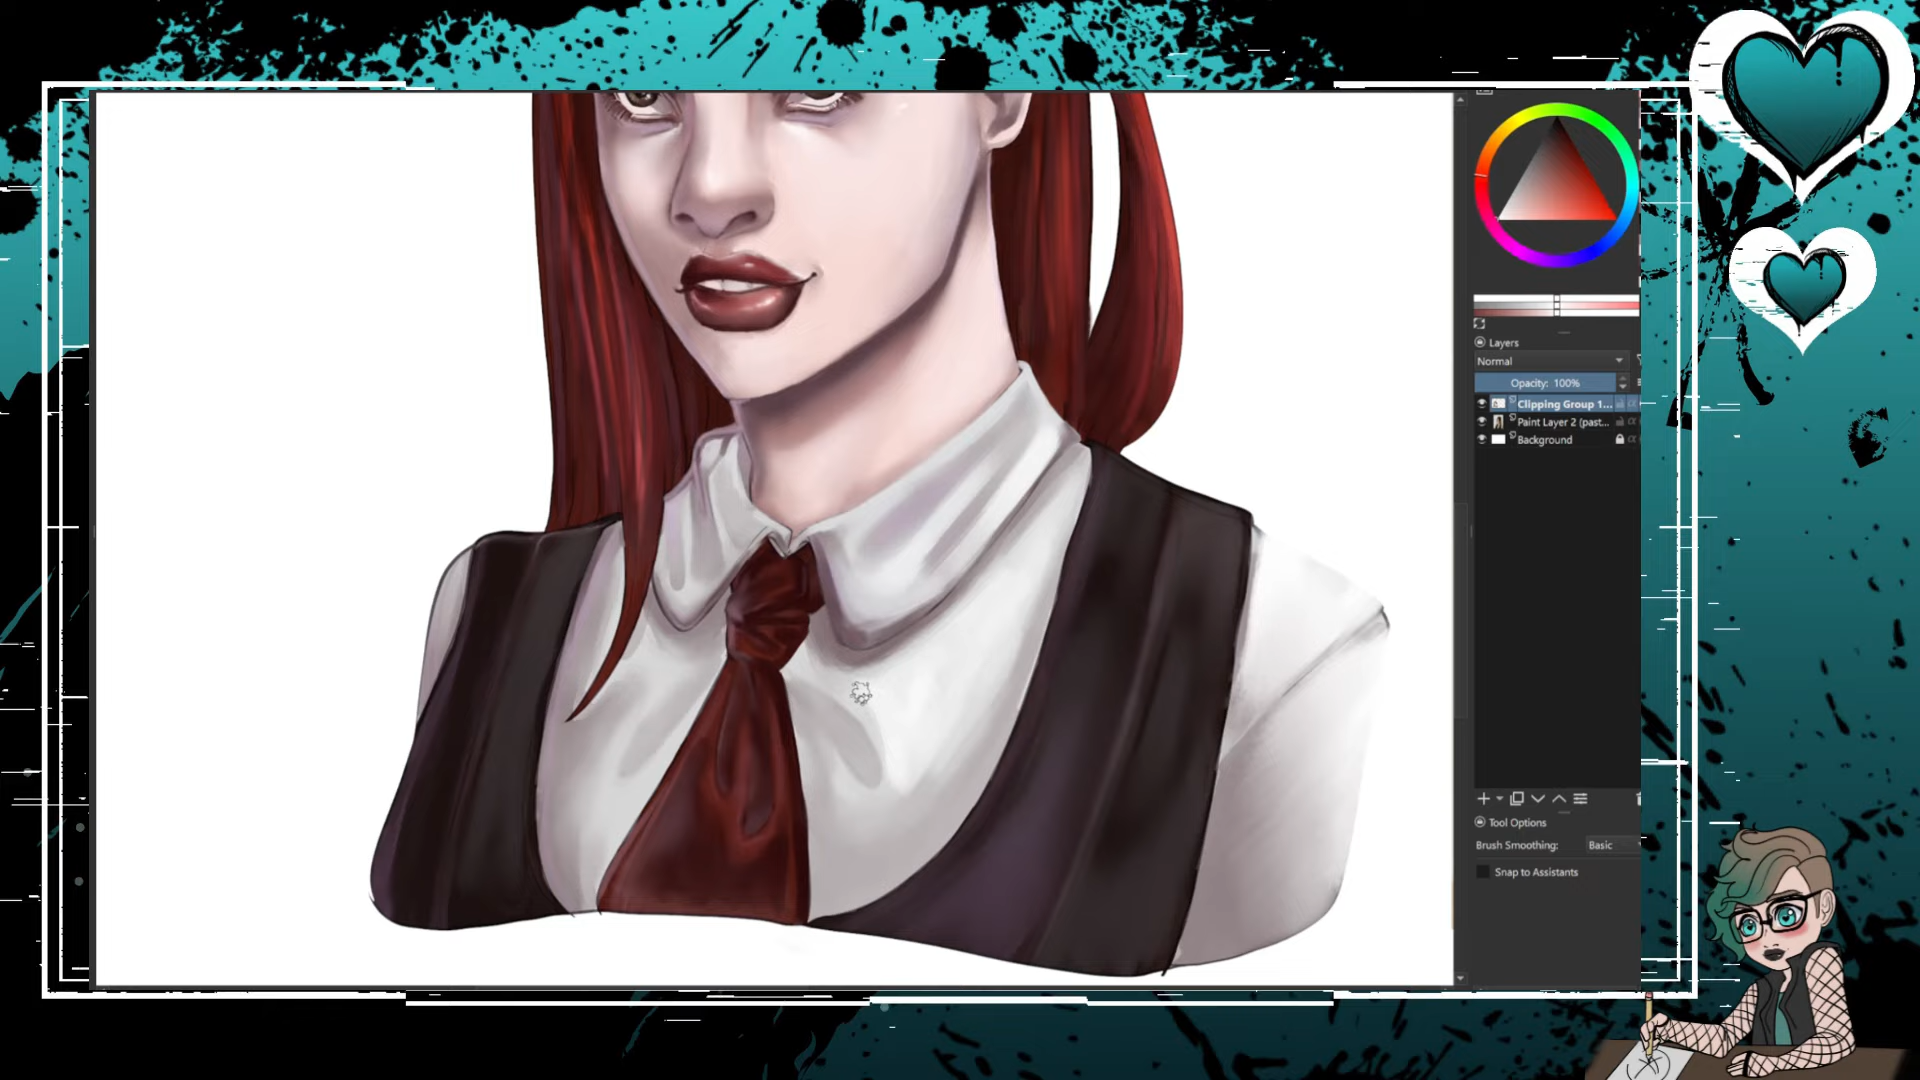 Layers
Normal
Opacity: 100%
Clipping Group 1...
Paint Layer 2 (past...
Background
Tool Options
Brush Smoothing: Basic
Snap to Assistants